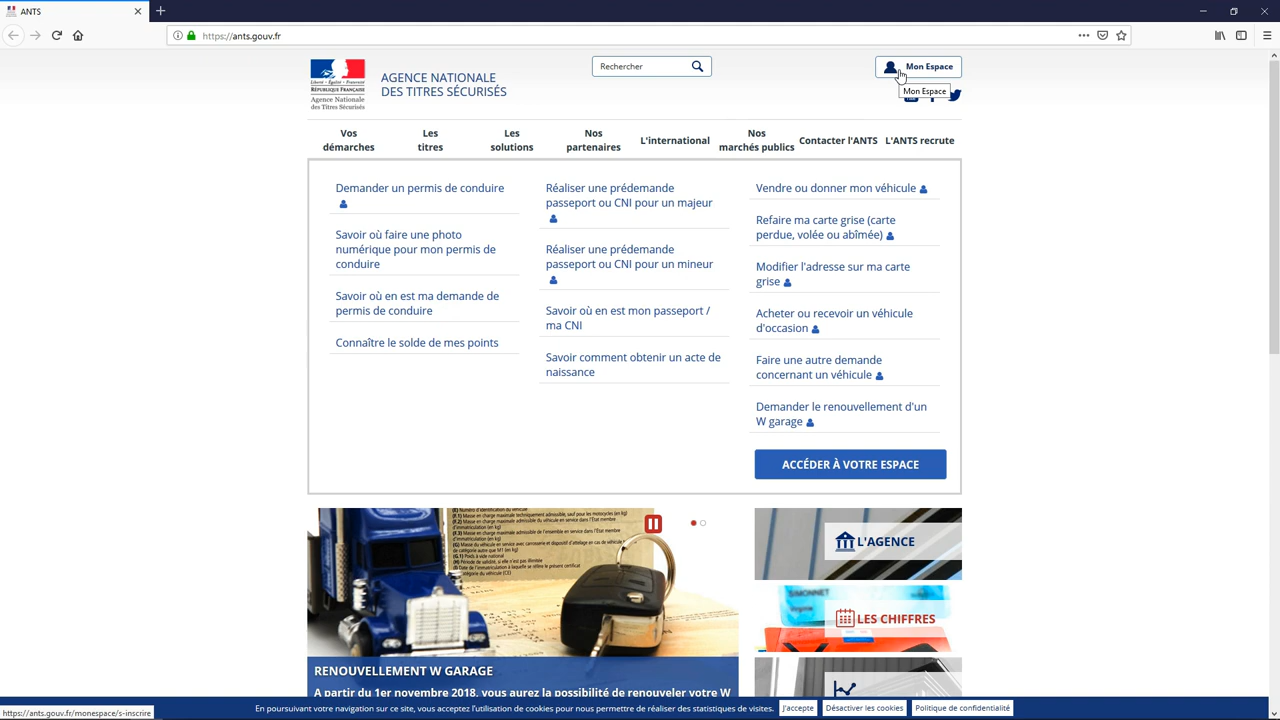 ANTS
https://ants.gouv.fr
Liberté • Égalité • Fraternité
RÉPUBLIQUE FRANÇAISE
Agence Nationale
des Titres Sécurisés
AGENCE NATIONALE
DES TITRES SÉCURISÉS
Rechercher
Mon Espace
Mon Espace
Vos
démarches
Les
titres
Les
solutions
Nos
partenaires
L'international
Nos
marchés publics
Contacter l'ANTS
L'ANTS recrute
Demander un permis de conduire
Savoir où faire une photo
numérique pour mon permis de
conduire
Savoir où en est ma demande de
permis de conduire
Connaître le solde de mes points
Réaliser une prédemande
passeport ou CNI pour un majeur
Réaliser une prédemande
passeport ou CNI pour un mineur
Savoir où en est mon passeport /
ma CNI
Savoir comment obtenir un acte de
naissance
Vendre ou donner mon véhicule
Refaire ma carte grise (carte
perdue, volée ou abîmée)
Modifier l'adresse sur ma carte
grise
Acheter ou recevoir un véhicule
d'occasion
Faire une autre demande
concernant un véhicule
Demander le renouvellement d'un
W garage
ACCÉDER À VOTRE ESPACE
RENOUVELLEMENT W GARAGE
A partir du 1er novembre 2018, vous aurez la possibilité de renouveler votre W
L'AGENCE
SIMONNET
LES CHIFFRES
En poursuivant votre navigation sur ce site, vous acceptez l'utilisation de cookies pour nous permettre de réaliser des statistiques de visites.
J'accepte
Désactiver les cookies
Politique de confidentialité
https://ants.gouv.fr/monespace/s-inscrire